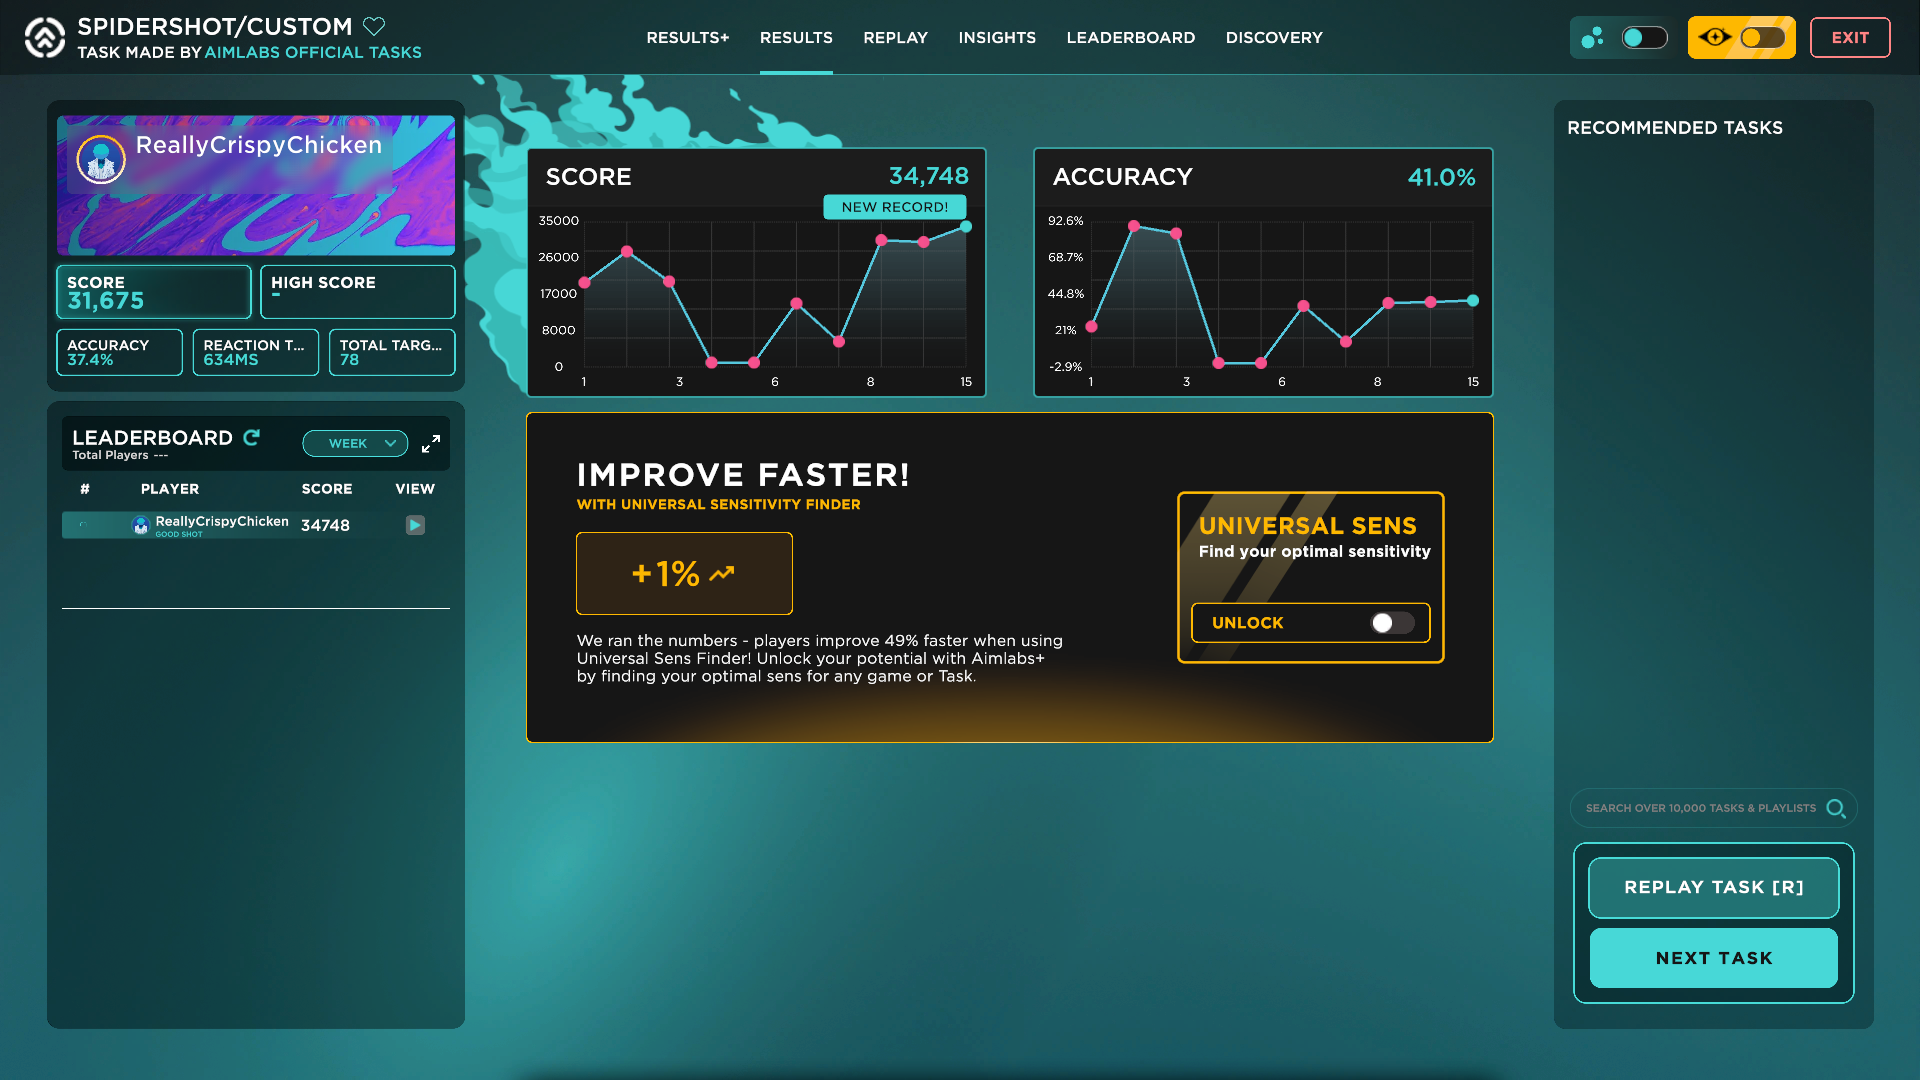 SPIDERSHOT/CUSTOM
TASK MADE BY AIMLABS OFFICIAL TASKS
RESULTS+ RESULTS REPLAY INSIGHTS LEADERBOARD DISCOVERY
EXIT
ReallyCrispyChicken
SCORE
31,675
HIGH SCORE
-
ACCURACY
37.4%
REACTION T...
634MS
TOTAL TARG...
78
LEADERBOARD
Total Players ---
WEEK
# PLAYER SCORE VIEW
ReallyCrispyChicken 34748
GOOD SHOT
SCORE 34,748
NEW RECORD!
35000
26000
17000
8000
0
1 3 6 8 15
ACCURACY 41.0%
92.6%
68.7%
44.8%
21%
-2.9%
1 3 6 8 15
IMPROVE FASTER!
WITH UNIVERSAL SENSITIVITY FINDER
+1%
We ran the numbers - players improve 49% faster when using
Universal Sens Finder! Unlock your potential with Aimlabs+
by finding your optimal sens for any game or Task.
UNIVERSAL SENS
Find your optimal sensitivity
UNLOCK
RECOMMENDED TASKS
SEARCH OVER 10,000 TASKS & PLAYLISTS
REPLAY TASK [R]
NEXT TASK